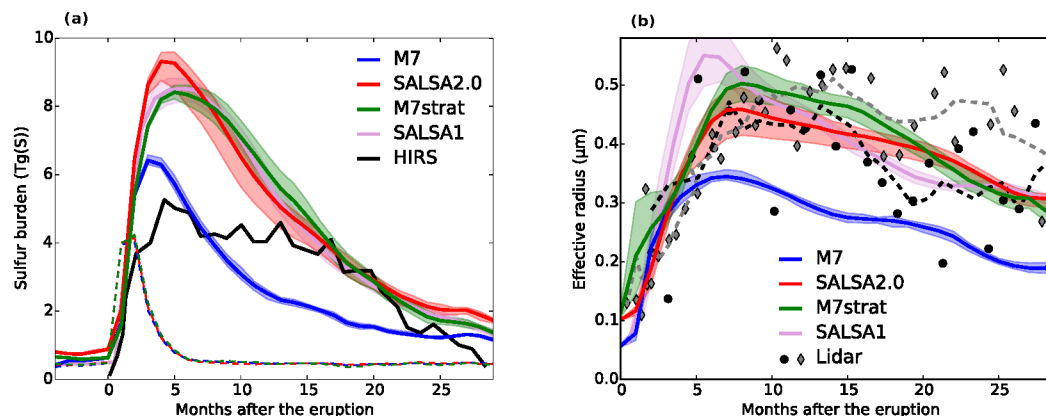 (a)
10
8
6
4
2
0
Sulfur burden (Tg(S))
M7
SALSA2.0
M7strat
SALSA1
HIRS
0 5 10 15 20 25
Months after the eruption
(b)
0.5
0.4
0.3
0.2
0.1
0.0
Effective radius (µm)
M7
SALSA2.0
M7strat
SALSA1
Lidar
0 5 10 15 20 25
Months after the eruption